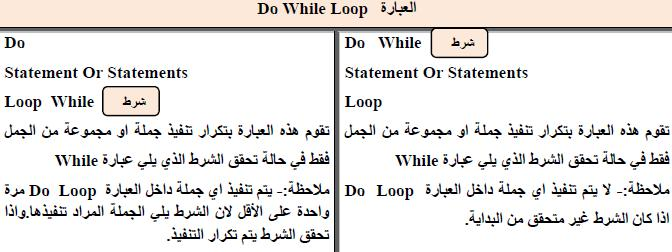 العبارة Do While Loop
Do While شرط
Statement Or Statements
Loop
تقوم هذه العبارة بتكرار تنفيذ جملة او مجموعة من الجمل
فقط في حالة تحقق الشرط الذي يلي عبارة While
ملاحظة:- لا يتم تنفيذ اي جملة داخل العبارة Do Loop
اذا كان الشرط غير متحقق من البداية.
Do
Statement Or Statements
Loop While شرط
تقوم هذه العبارة بتكرار تنفيذ جملة او مجموعة من الجمل
فقط في حالة تحقق الشرط الذي يلي عبارة While
ملاحظة:- يتم تنفيذ اي جملة داخل العبارة Do Loop مرة
واحدة على الأقل لان الشرط يلي الجملة المراد تنفيذها.واذا
تحقق الشرط يتم تكرار التنفيذ.